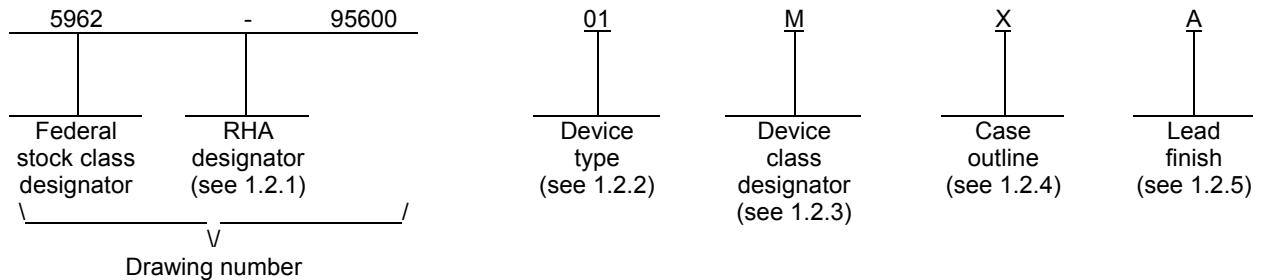 5962 - 95600 01 M X A
Federal stock class designator
RHA designator (see 1.2.1)
Device type (see 1.2.2)
Device class designator (see 1.2.3)
Case outline (see 1.2.4)
Lead finish (see 1.2.5)
\ /
\/
Drawing number